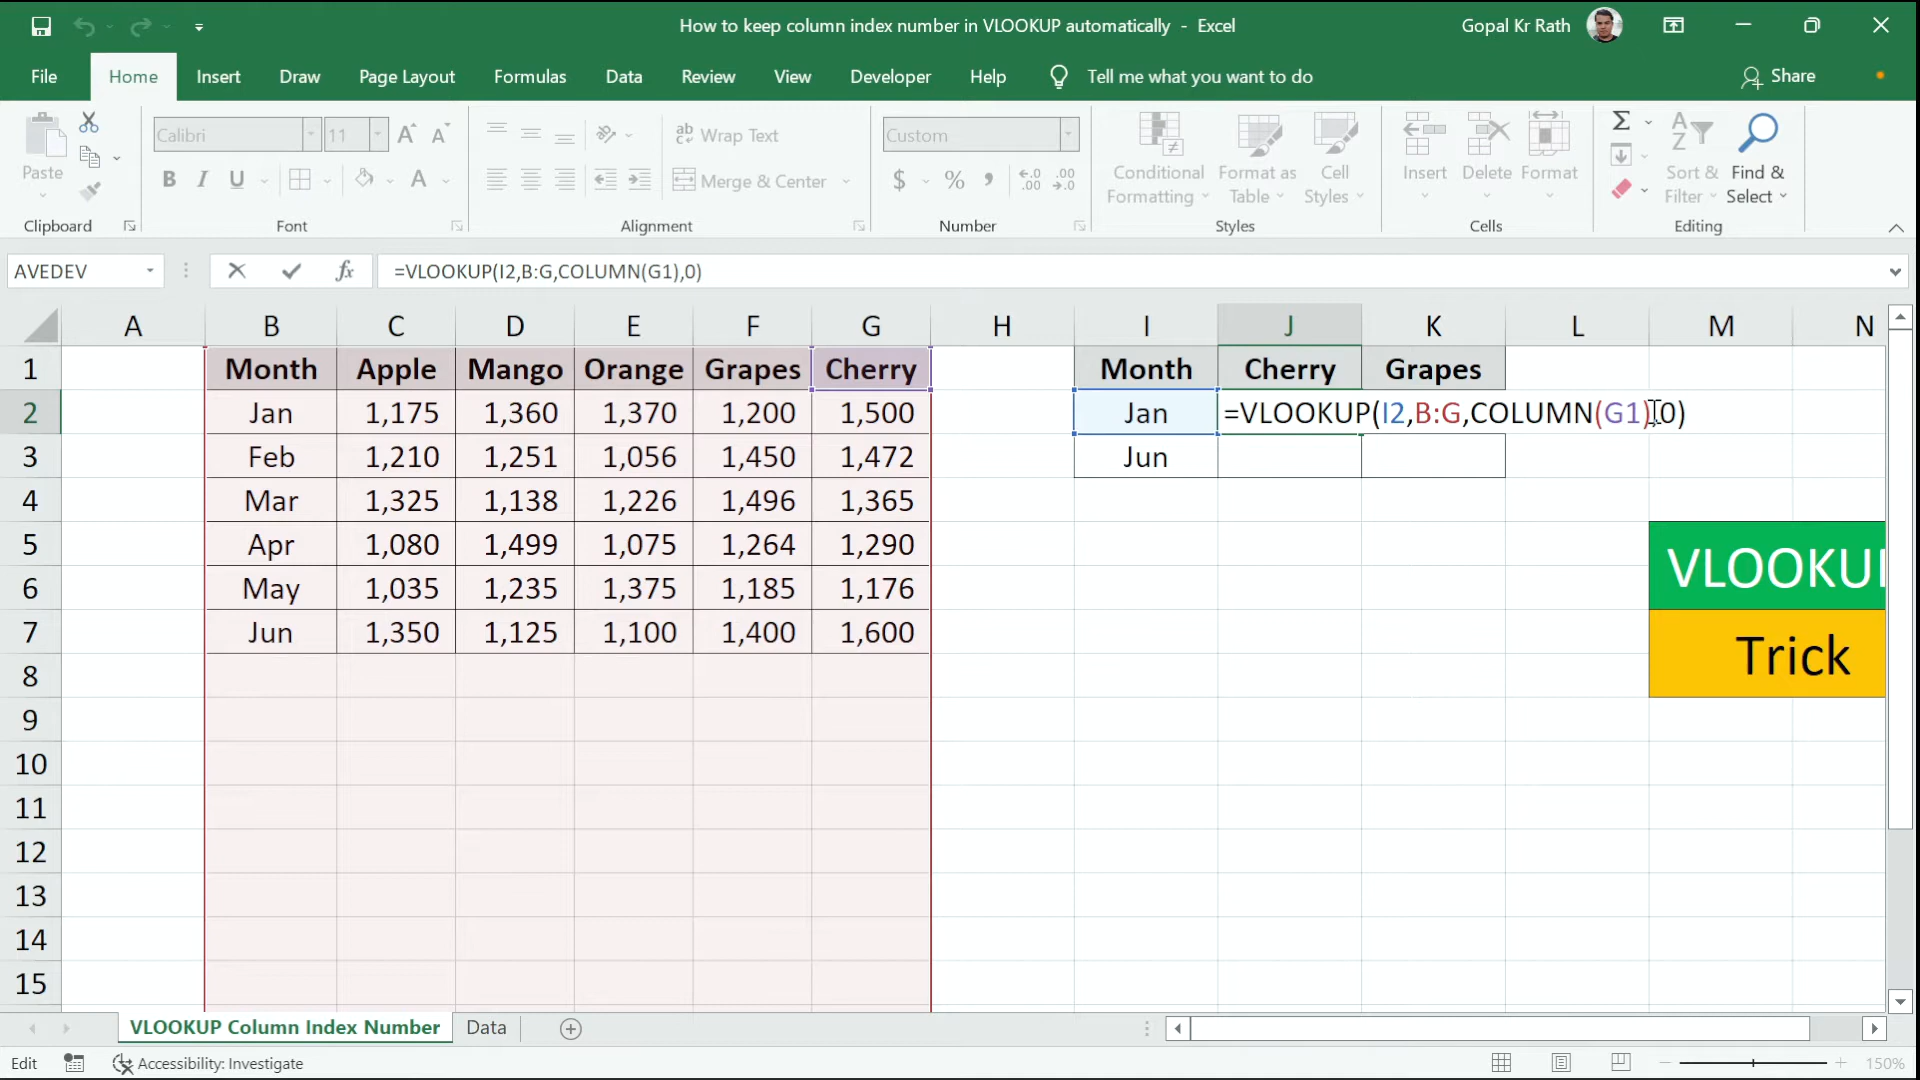 How to keep column index number in VLOOKUP automatically - Excel
Gopal Kr Rath
File Home Insert Draw Page Layout Formulas Data Review View Developer Help Tell me what you want to do Share
Paste
Calibri 11
ab Wrap Text
Custom
Conditional Formatting
Format as Table
Cell Styles
Insert Delete Format
Sort & Filter
Find & Select
B I U
Merge & Center
$ % ,
Clipboard Font Alignment Number Styles Cells Editing
AVEDEV fx =VLOOKUP(I2,B:G,COLUMN(G1),0)
A B C D E F G H I J K L M N
1 Month Apple Mango Orange Grapes Cherry Month Cherry Grapes
2 Jan 1,175 1,360 1,370 1,200 1,500 Jan =VLOOKUP(I2,B:G,COLUMN(G1),0)
3 Feb 1,210 1,251 1,056 1,450 1,472 Jun
4 Mar 1,325 1,138 1,226 1,496 1,365
5 Apr 1,080 1,499 1,075 1,264 1,290
VLOOKU
6 May 1,035 1,235 1,375 1,185 1,176
7 Jun 1,350 1,125 1,100 1,400 1,600
Trick
8
9
10
11
12
13
14
15
VLOOKUP Column Index Number Data
Edit Accessibility: Investigate 150%